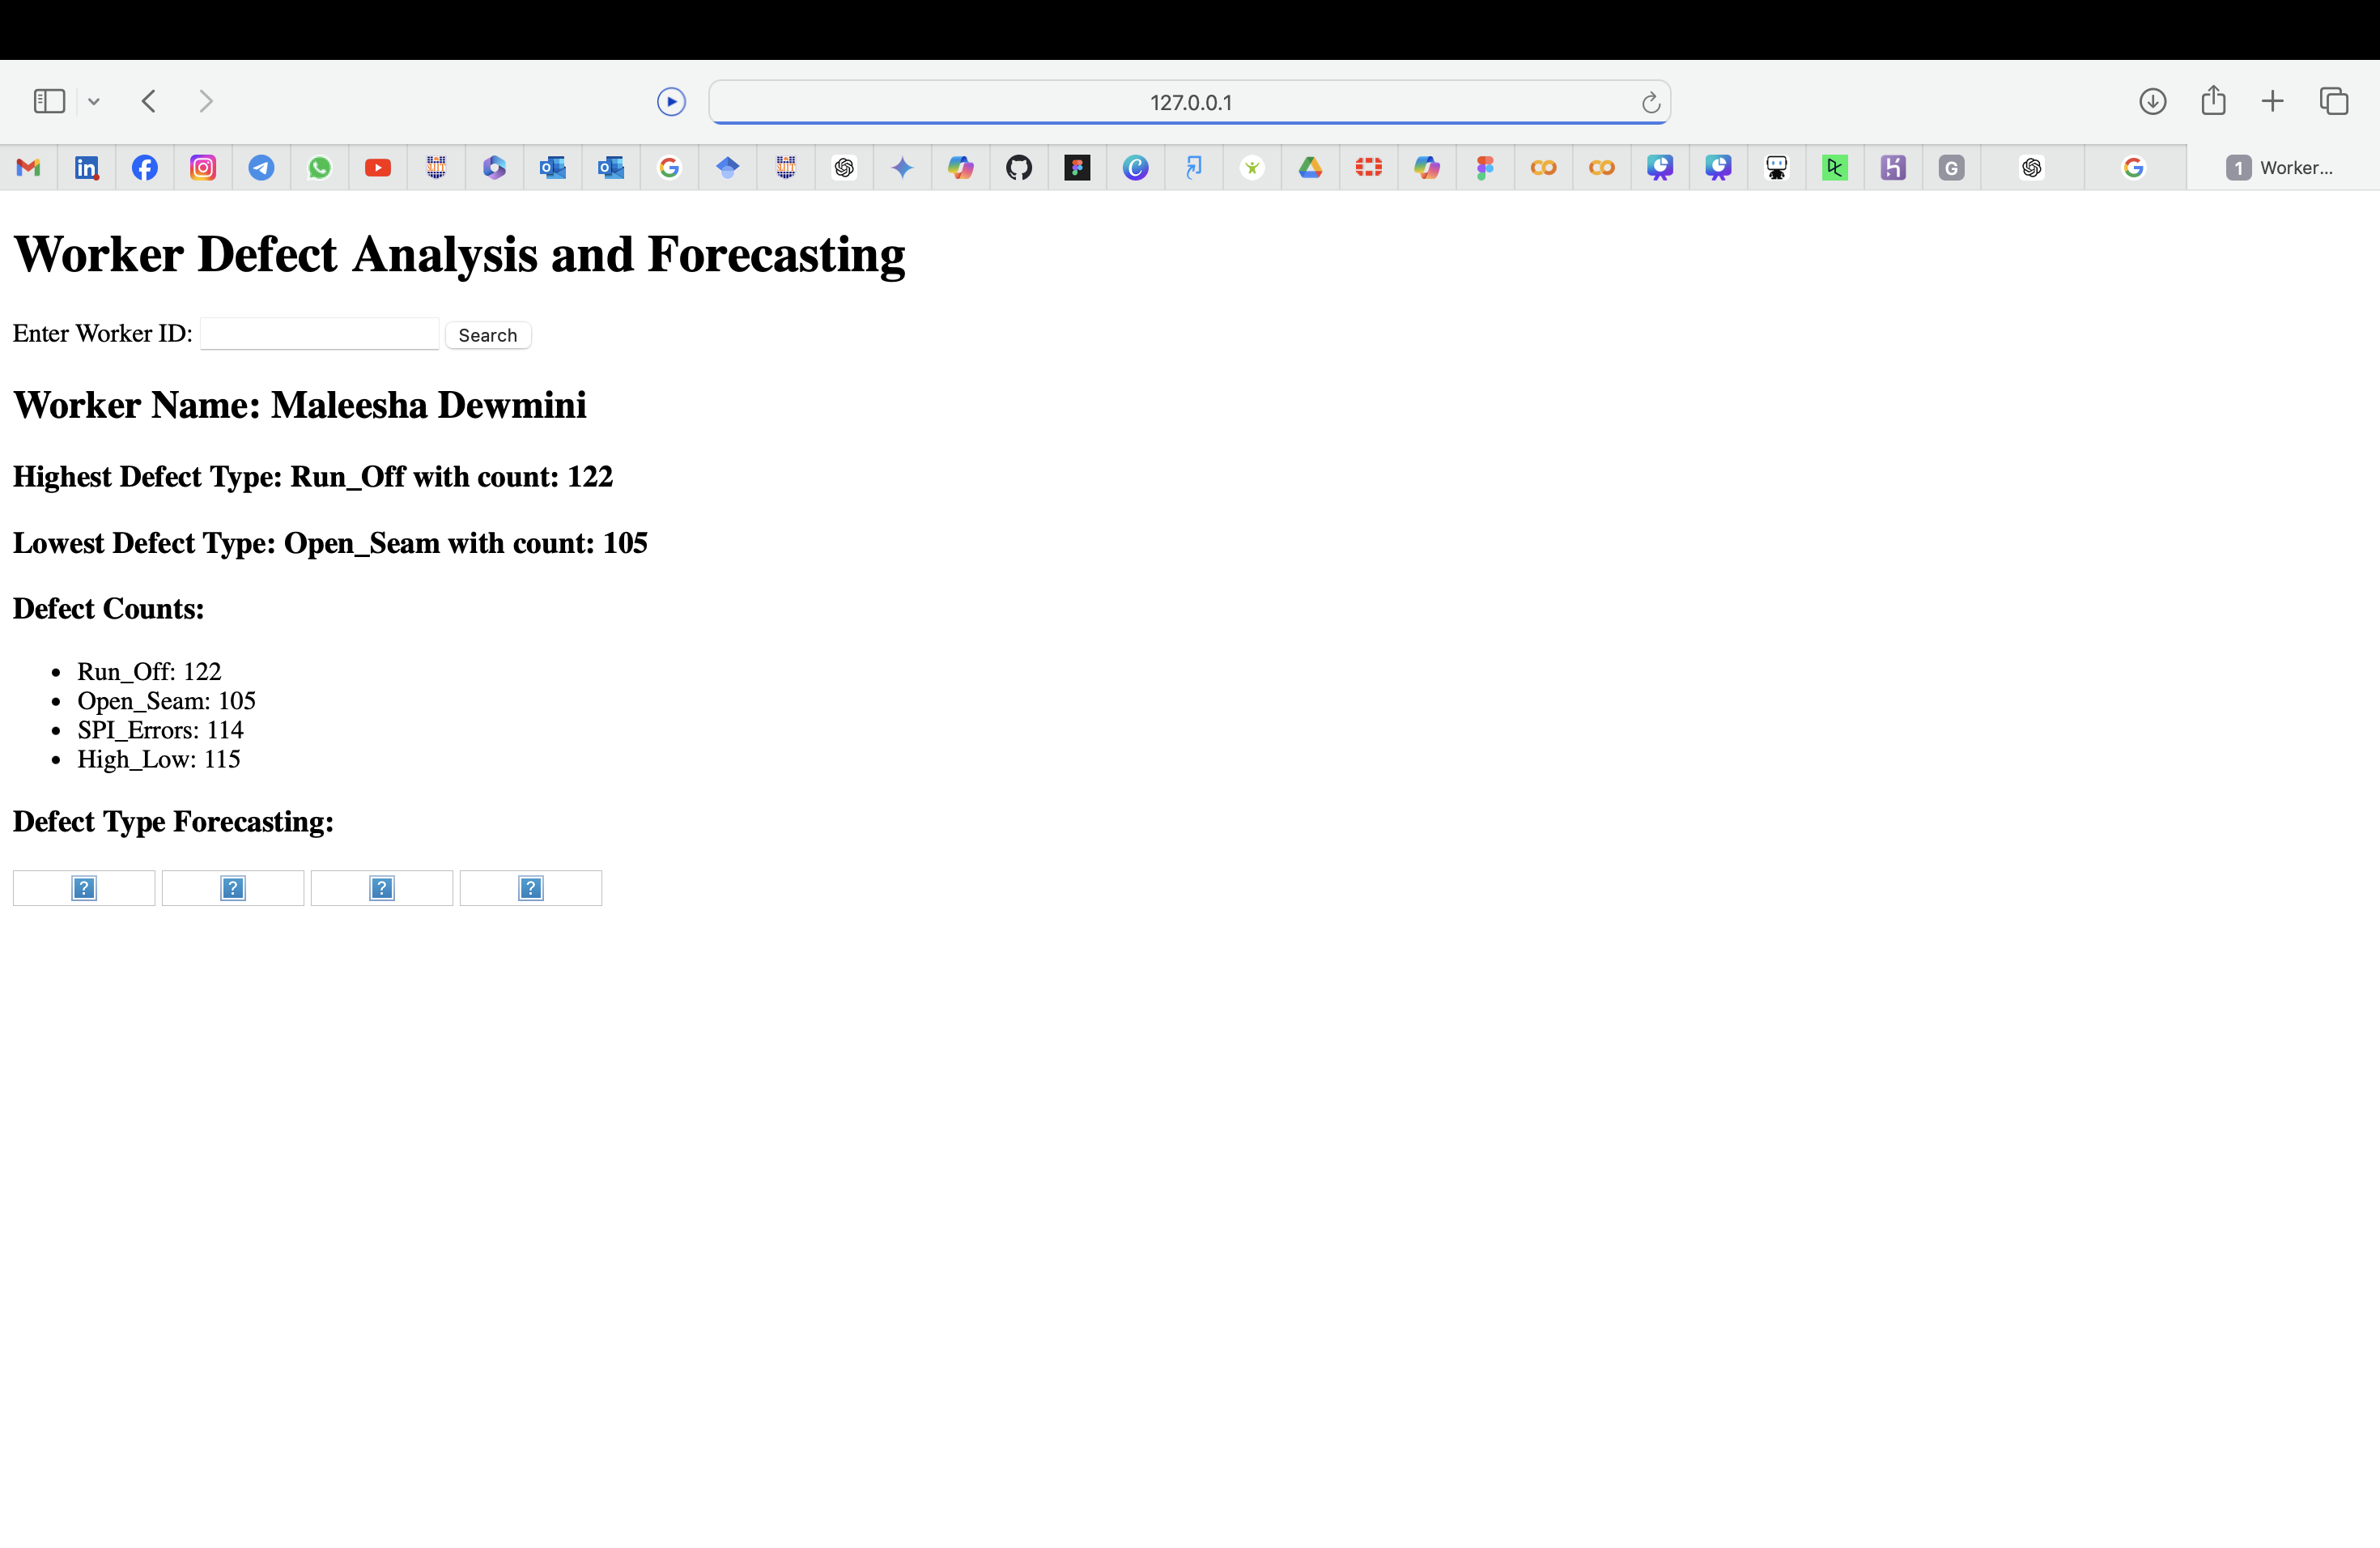 127.0.0.1
1 Worker...
Worker Defect Analysis and Forecasting
Enter Worker ID: Search
Worker Name: Maleesha Dewmini
Highest Defect Type: Run_Off with count: 122
Lowest Defect Type: Open_Seam with count: 105
Defect Counts:
• Run_Off: 122
• Open_Seam: 105
• SPI_Errors: 114
• High_Low: 115
Defect Type Forecasting: